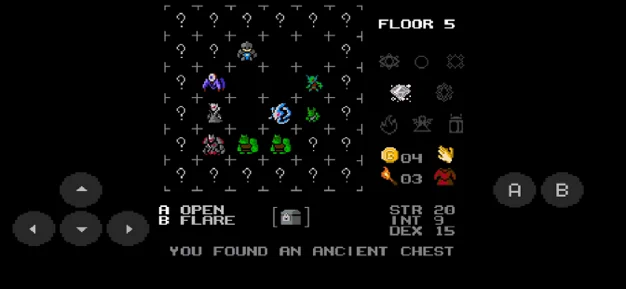 ? ? ? ? ? ?
FLOOR 5
? ? ? ?
? ?
? ?
04
? ? ?
03
? ? ? ? ? ?
A B
A OPEN
B FLARE
STR 20
INT 9
DEX 15
YOU FOUND AN ANCIENT CHEST